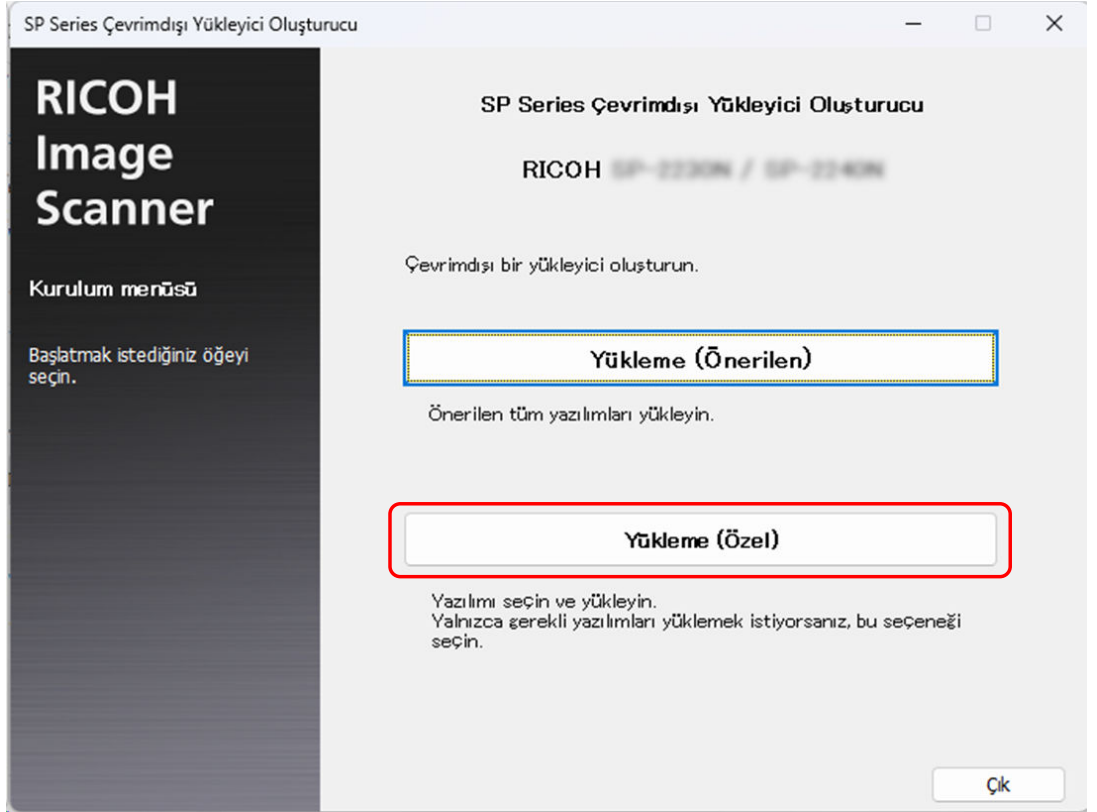 SP Series Çevrimdışı Yükleyici Oluşturucu
RICOH
Image
Scanner
Kurulum menüsü
Başlatmak istediğiniz öğeyi
seçin.
SP Series Çevrimdışı Yükleyici Oluşturucu
RICOH
Çevrimdışı bir yükleyici oluşturun.
Yükleme (Önerilen)
Önerilen tüm yazılımları yükleyin.
Yükleme (Özel)
Yazılımı seçin ve yükleyin.
Yalnızca gerekli yazılımları yüklemek istiyorsanız, bu seçeneği
seçin.
Çık